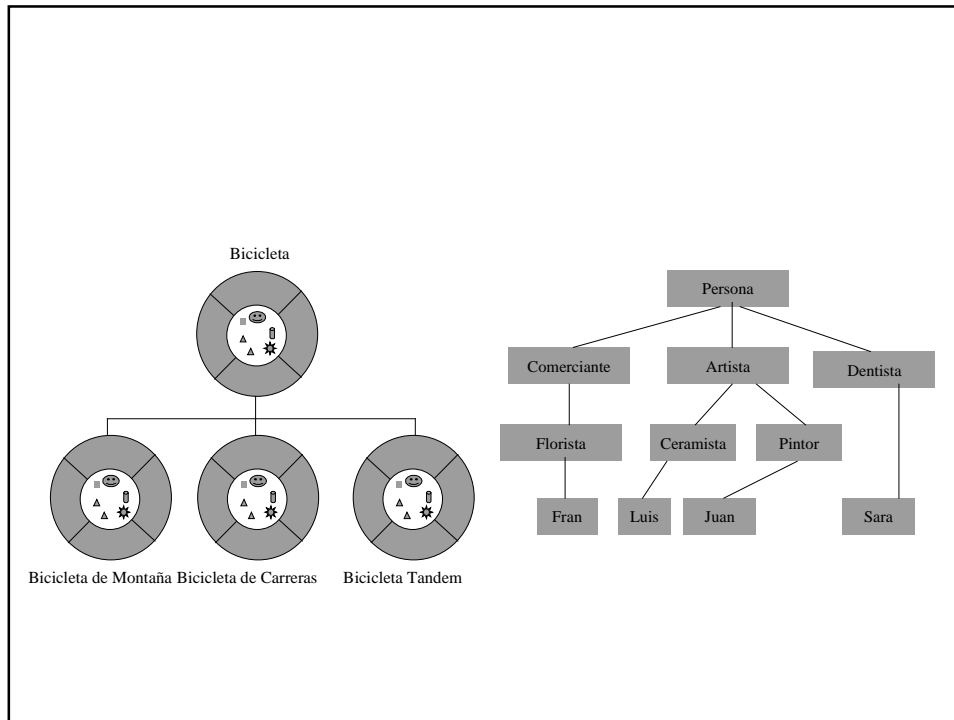 Bicicleta
Bicicleta de Montaña
Bicicleta de Carreras
Bicicleta Tandem
Persona
Comerciante
Artista
Dentista
Florista
Ceramista
Pintor
Fran
Luis
Juan
Sara